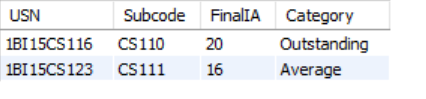 USN Subcode FinalIA Category
1BI15CS116 CS110 20 Outstanding
1BI15CS123 CS111 16 Average